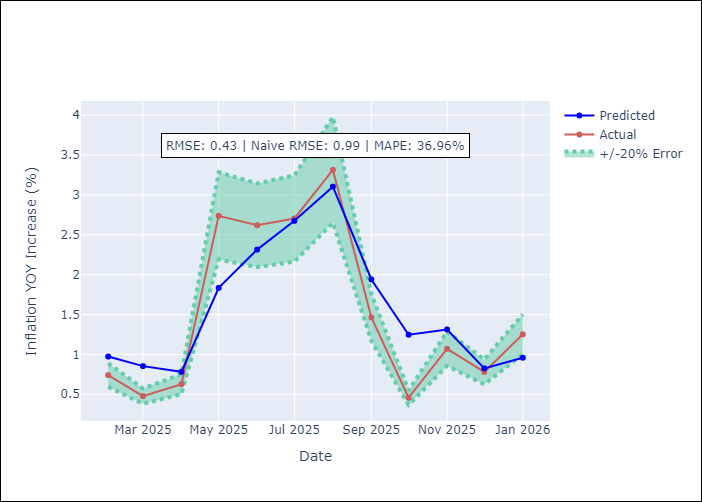 RMSE: 0.43 | Naive RMSE: 0.99 | MAPE: 36.96%
Predicted
Actual
+/-20% Error
Inflation YOY Increase (%)
4
3.5
3
2.5
2
1.5
1
0.5
Mar 2025
May 2025
Jul 2025
Sep 2025
Nov 2025
Jan 2026
Date